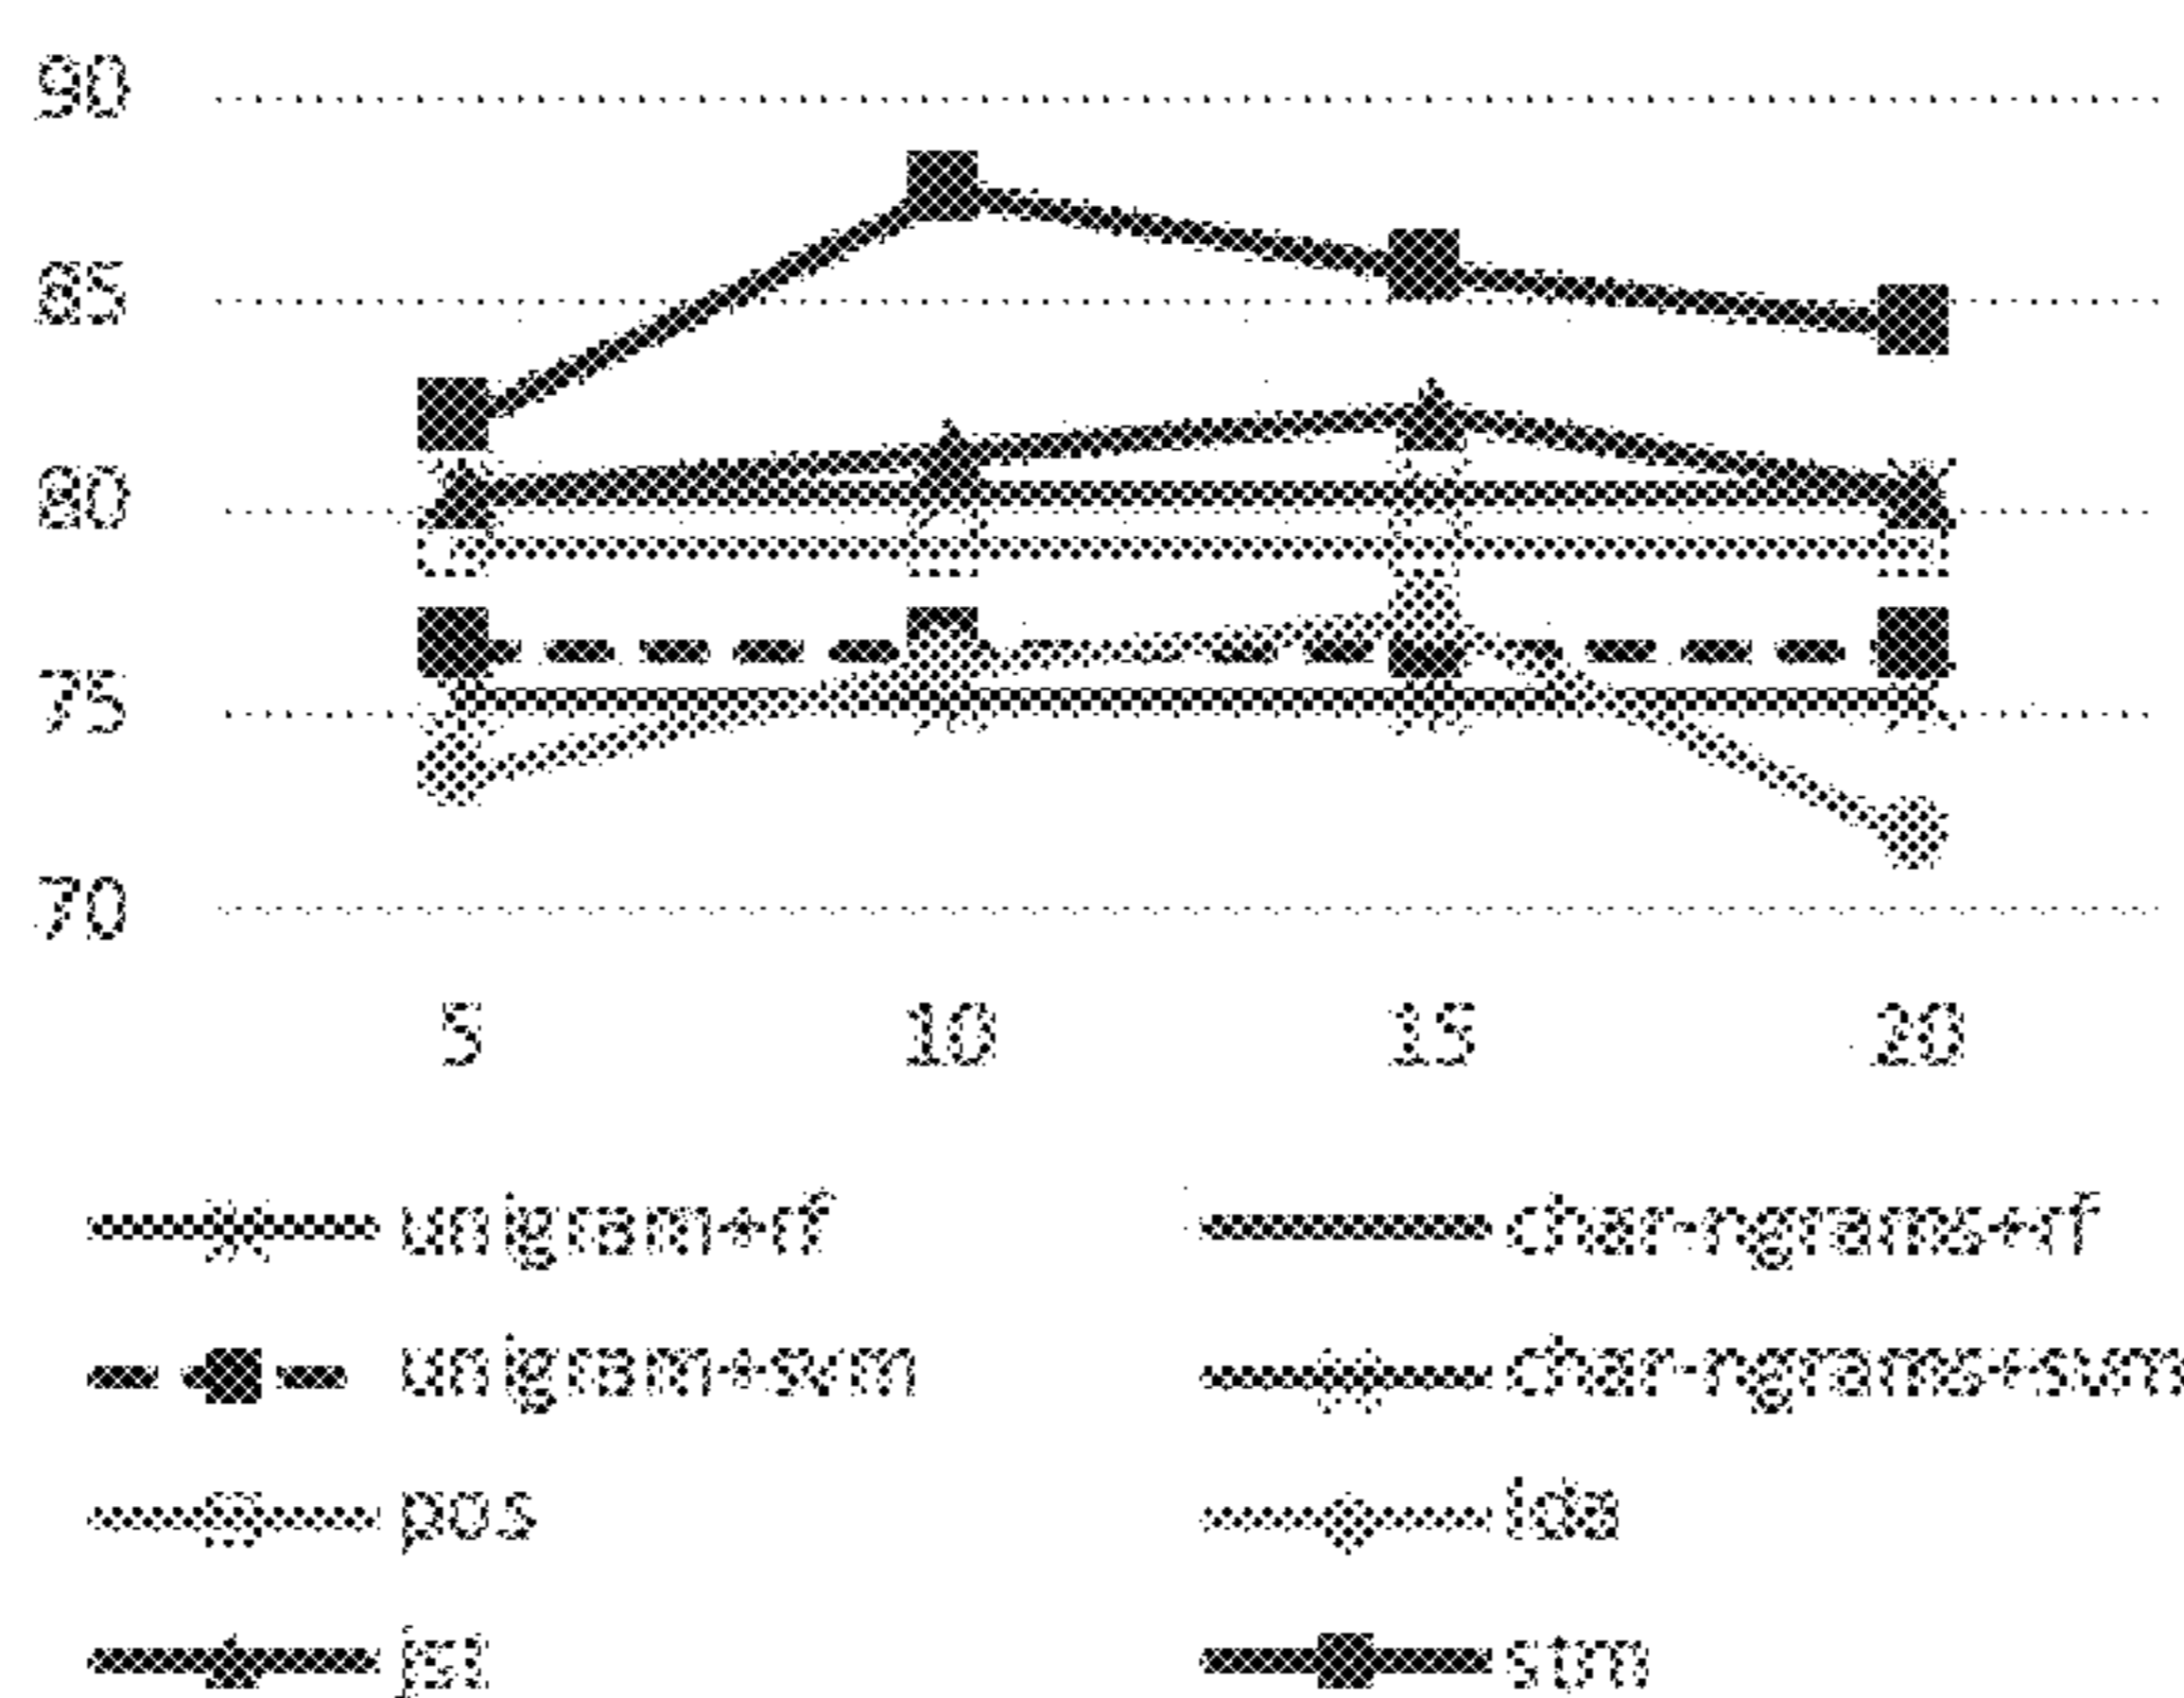 90
85
80
75
70
5 10 15 20
unigram+rf char-ngrams+rf
unigram+svm char-ngrams+svm
pos lda
jst stm